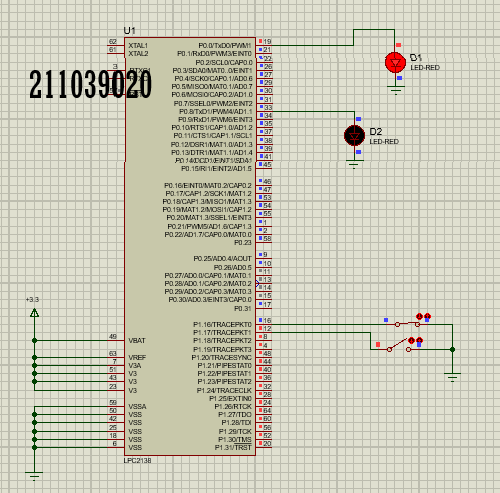 U1
62 XTAL1 P0.0/TxD0/PWM1 19
61 XTAL2 P0.1/RxD0/PWM3/EINT0 21
P0.2/SCL0/CAP0.0 22
3 P0.3/SDA0/MAT0.0/EINT1 26
P0.4/SCK0/CAP0.1/AD0.6 27
P0.5/MISO0/MAT0.1/AD0.7 29
P0.6/MOSI0/CAP0.2/AD1.0 30
211039020
P0.7/SSEL0/PWM2/EINT2 31
P0.8/TxD1/PWM4/AD1.1 33
P0.9/RxD1/PWM6/EINT3 34
P0.10/RTS1/CAP1.0/AD1.2 35
P0.11/CTS1/CAP1.1/SCL1 37
P0.12/DSR1/MAT1.0/AD1.3 38
P0.13/DTR1/MAT1.1/AD1.4 39
P0.14/DCD1/EINT1/SDA1 41
P0.15/RI1/EINT2/AD1.5 45
P0.16/EINT0/MAT0.2/CAP0.2 46
P0.17/CAP1.2/SCK1/MAT1.2 47
P0.18/CAP1.3/MISO1/MAT1.3 53
P0.19/MAT1.2/MOSI1/CAP1.2 54
P0.20/MAT1.3/SSEL1/EINT3 55
P0.21/PWM5/AD1.6/CAP1.3 1
P0.22/AD1.7/CAP0.0/MAT0.0 2
P0.23 58
P0.25/AD0.4/AOUT 9
P0.26/AD0.5 10
P0.27/AD0.0/CAP0.1/MAT0.1 11
P0.28/AD0.1/CAP0.2/MAT0.2 13
P0.29/AD0.2/CAP0.3/MAT0.3 14
P0.30/AD0.3/EINT3/CAP0.0 15
P0.31 17
+3.3
P1.16/TRACEPKT0 16
P1.17/TRACEPKT1 12
49 VBAT P1.18/TRACEPKT2 8
P1.19/TRACEPKT3 4
63 VREF P1.20/TRACESYNC 48
7 V3A P1.21/PIPESTAT0 44
51 V3 P1.22/PIPESTAT1 40
43 V3 P1.23/PIPESTAT2 36
23 V3 P1.24/TRACECLK 32
P1.25/EXTIN0 28
59 VSSA P1.26/RTCK 24
50 VSS P1.27/TDO 64
42 VSS P1.28/TDI 60
25 VSS P1.29/TCK 56
18 VSS P1.30/TMS 52
6 VSS P1.31/TRST 20
LPC2138
D1
LED-RED
D2
LED-RED